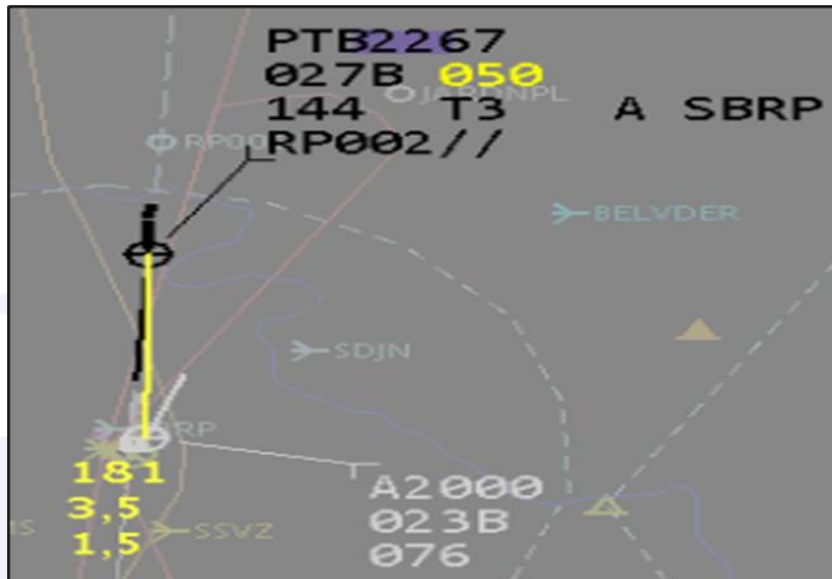 PTB2267
027B 050
JARDNPL
144 T3 A SBRP
RP00
RP002//
BELVDER
SDJN
RP
181
3,5
1,5
SSVZ
A2000
023B
076